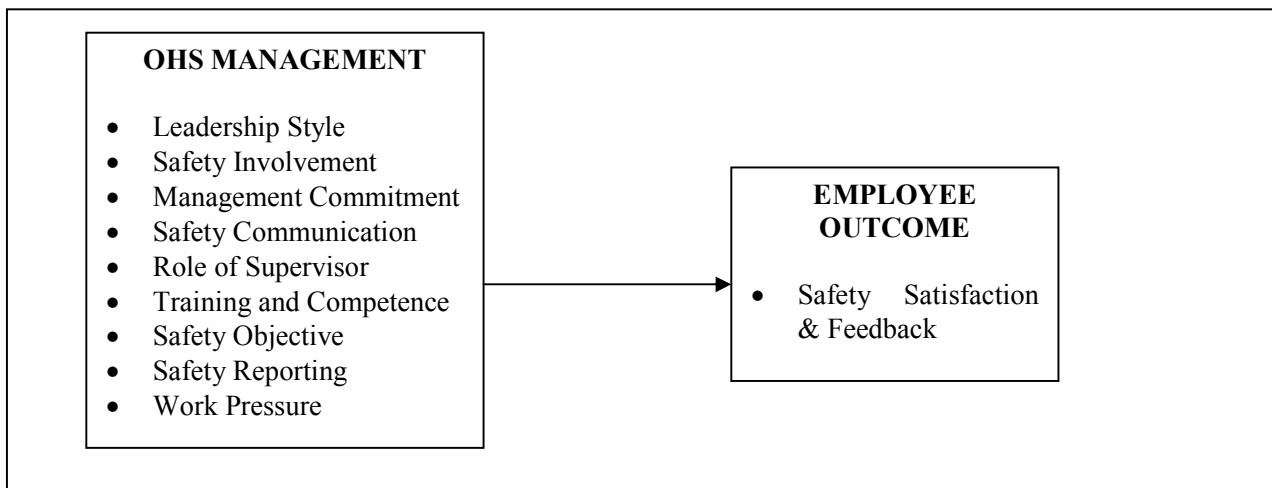 OHS MANAGEMENT
• Leadership Style
• Safety Involvement
• Management Commitment
• Safety Communication
• Role of Supervisor
• Training and Competence
• Safety Objective
• Safety Reporting
• Work Pressure
EMPLOYEE
OUTCOME
• Safety Satisfaction
& Feedback